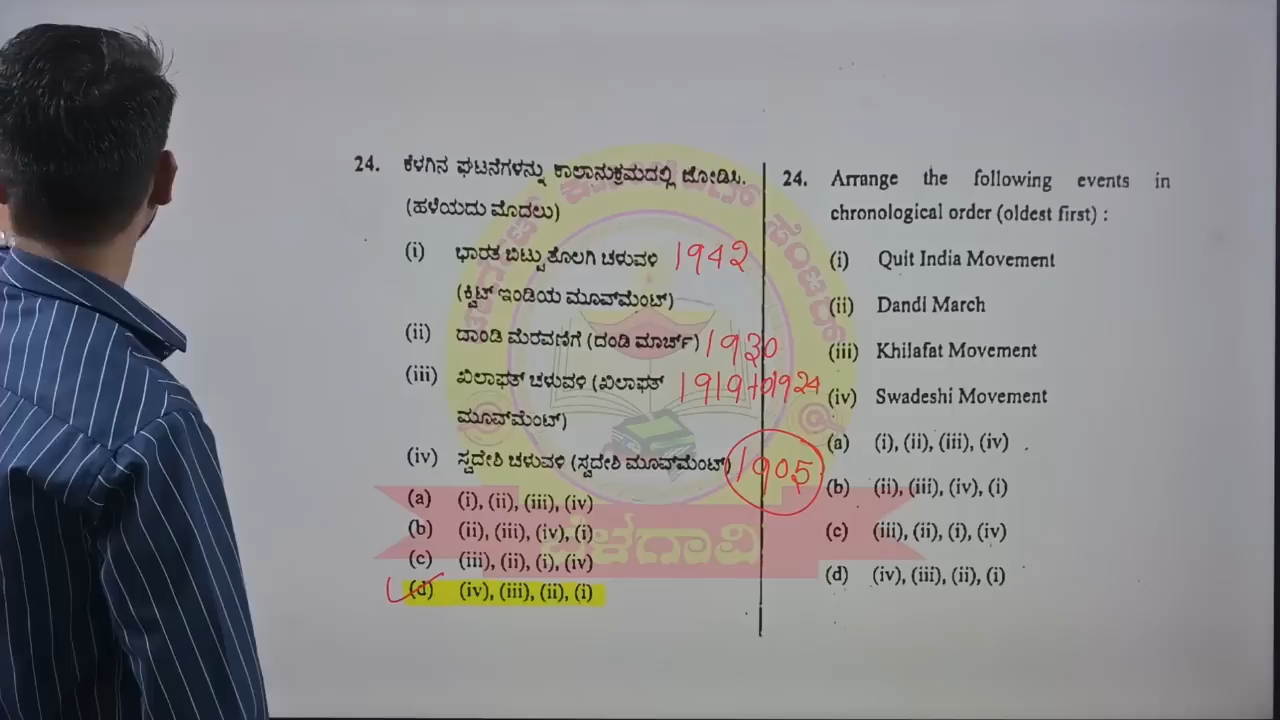 24. ಕೆಳಗಿನ ಘಟನೆಗಳನ್ನು ಕಾಲಾನುಕ್ರಮದಲ್ಲಿ ಜೋಡಿಸಿ.
(ಹಳೆಯದು ಮೊದಲು)
(i) ಭಾರತ ಬಿಟ್ಟು ತೊಲಗಿ ಚಳುವಳಿ 1942
(ಕ್ವಿಟ್ ಇಂಡಿಯ ಮೂವ್‌ಮೆಂಟ್)
(ii) ದಾಂಡಿ ಮೆರವಣಿಗೆ (ದಂಡಿ ಮಾರ್ಚ್) 1930
(iii) ಖಿಲಾಫತ್ ಚಳುವಳಿ (ಖಿಲಾಫತ್ 1919 to 1924
ಮೂವ್‌ಮೆಂಟ್)
(iv) ಸ್ವದೇಶಿ ಚಳುವಳಿ (ಸ್ವದೇಶಿ ಮೂವ್‌ಮೆಂಟ್) 1905
(a) (i), (ii), (iii), (iv)
(b) (ii), (iii), (iv), (i)
(c) (iii), (ii), (i), (iv)
(d) (iv), (iii), (ii), (i)
24. Arrange the following events in
chronological order (oldest first) :
(i) Quit India Movement
(ii) Dandi March
(iii) Khilafat Movement
(iv) Swadeshi Movement
(a) (i), (ii), (iii), (iv)
(b) (ii), (iii), (iv), (i)
(c) (iii), (ii), (i), (iv)
(d) (iv), (iii), (ii), (i)
ಬೆಳಗಾವಿ